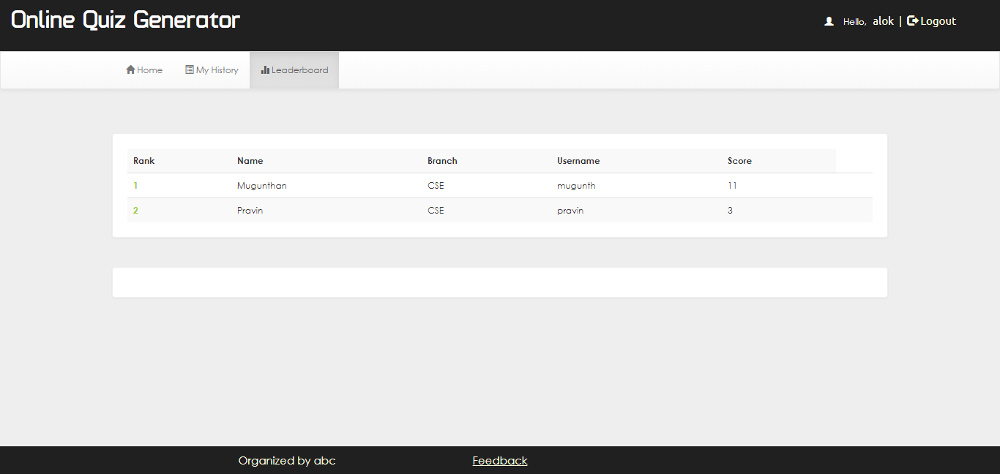 Online Quiz Generator
Hello, alok | Logout
Home My History Leaderboard
Rank Name Branch Username Score
1 Mugunthan CSE mugunth 11
2 Pravin CSE pravin 3
Organized by abc Feedback